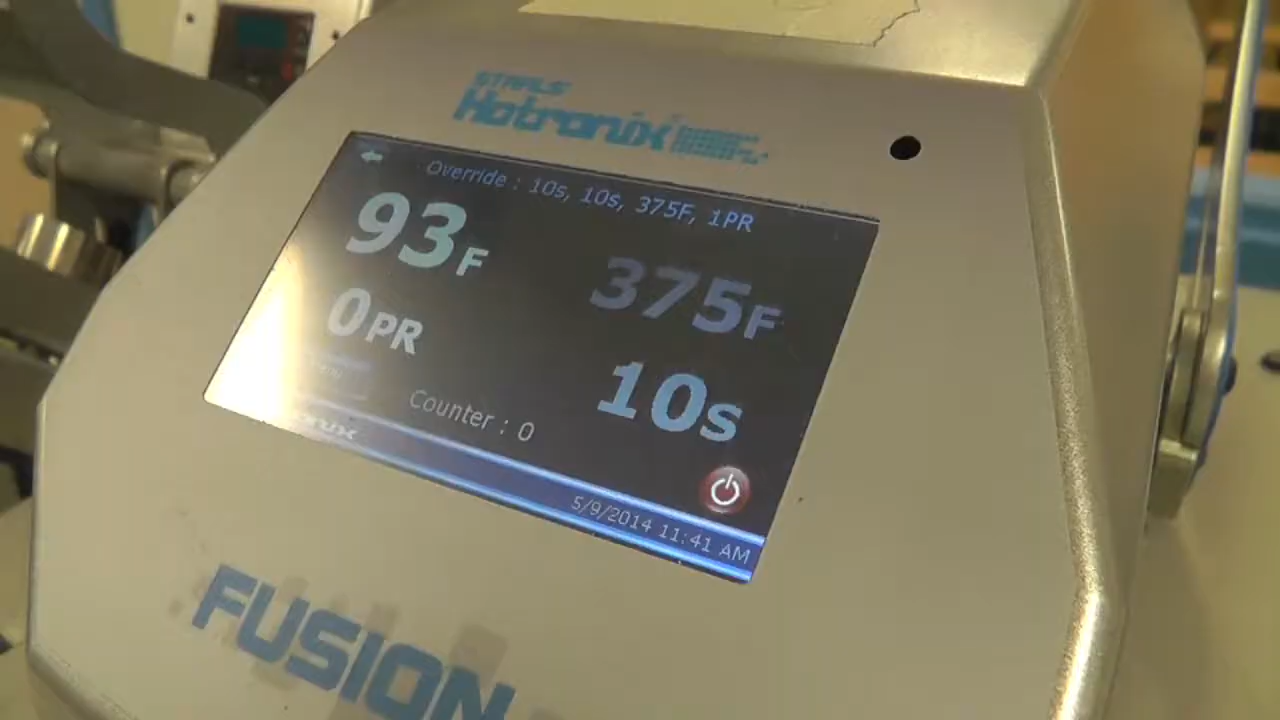 STAHLS'
Hotronix
Override : 10s, 10s, 375F, 1PR
93F
375F
0PR
10s
Counter : 0
5/9/2014 11:41 AM
FUSION